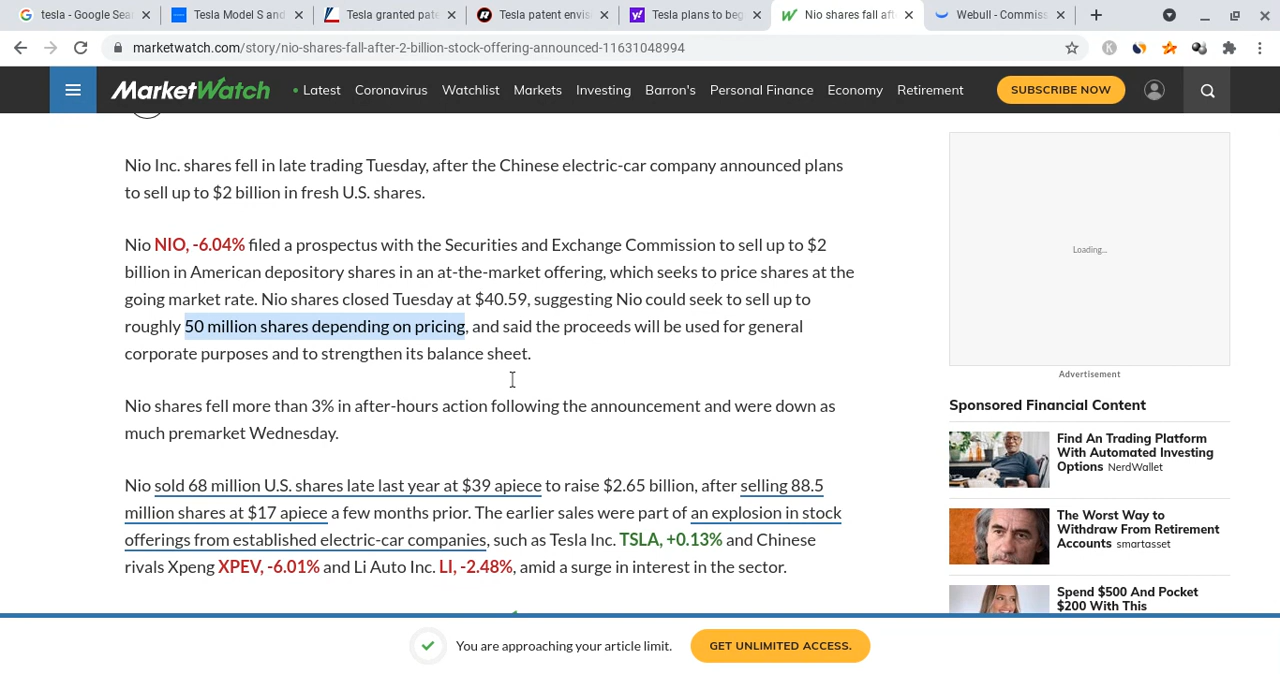 tesla - Google Sea
Tesla Model S and
Tesla granted pate
Tesla patent envis
Tesla plans to beg
Nio shares fall aft
Webull - Commiss
marketwatch.com/story/nio-shares-fall-after-2-billion-stock-offering-announced-11631048994
K
MarketWatch
Latest
Coronavirus
Watchlist
Markets
Investing
Barron's
Personal Finance
Economy
Retirement
SUBSCRIBE NOW
Nio Inc. shares fell in late trading Tuesday, after the Chinese electric-car company announced plans
to sell up to $2 billion in fresh U.S. shares.
Nio NIO, -6.04% filed a prospectus with the Securities and Exchange Commission to sell up to $2
billion in American depository shares in an at-the-market offering, which seeks to price shares at the
going market rate. Nio shares closed Tuesday at $40.59, suggesting Nio could seek to sell up to
roughly 50 million shares depending on pricing, and said the proceeds will be used for general
corporate purposes and to strengthen its balance sheet.
Nio shares fell more than 3% in after-hours action following the announcement and were down as
much premarket Wednesday.
Nio sold 68 million U.S. shares late last year at $39 apiece to raise $2.65 billion, after selling 88.5
million shares at $17 apiece a few months prior. The earlier sales were part of an explosion in stock
offerings from established electric-car companies, such as Tesla Inc. TSLA, +0.13% and Chinese
rivals Xpeng XPEV, -6.01% and Li Auto Inc. LI, -2.48%, amid a surge in interest in the sector.
Loading...
Advertisement
Sponsored Financial Content
Find An Trading Platform
With Automated Investing
Options NerdWallet
The Worst Way to
Withdraw From Retirement
Accounts smartasset
Spend $500 And Pocket
$200 With This
You are approaching your article limit.
GET UNLIMITED ACCESS.